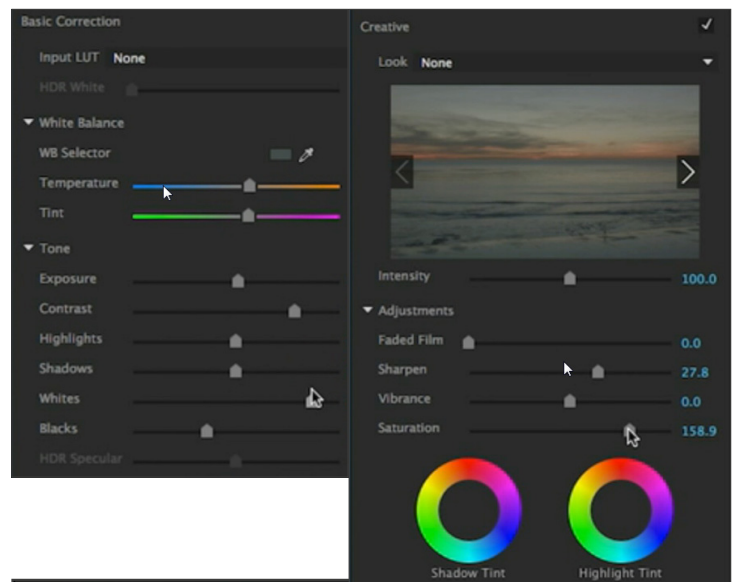 Basic Correction
Input LUT None
HDR White
White Balance
WB Selector
Temperature
Tint
Tone
Exposure
Contrast
Highlights
Shadows
Whites
Blacks
HDR Specular
Creative
Look None
Intensity 100.0
Adjustments
Faded Film 0.0
Sharpen 27.8
Vibrance 0.0
Saturation 158.9
Shadow Tint Highlight Tint